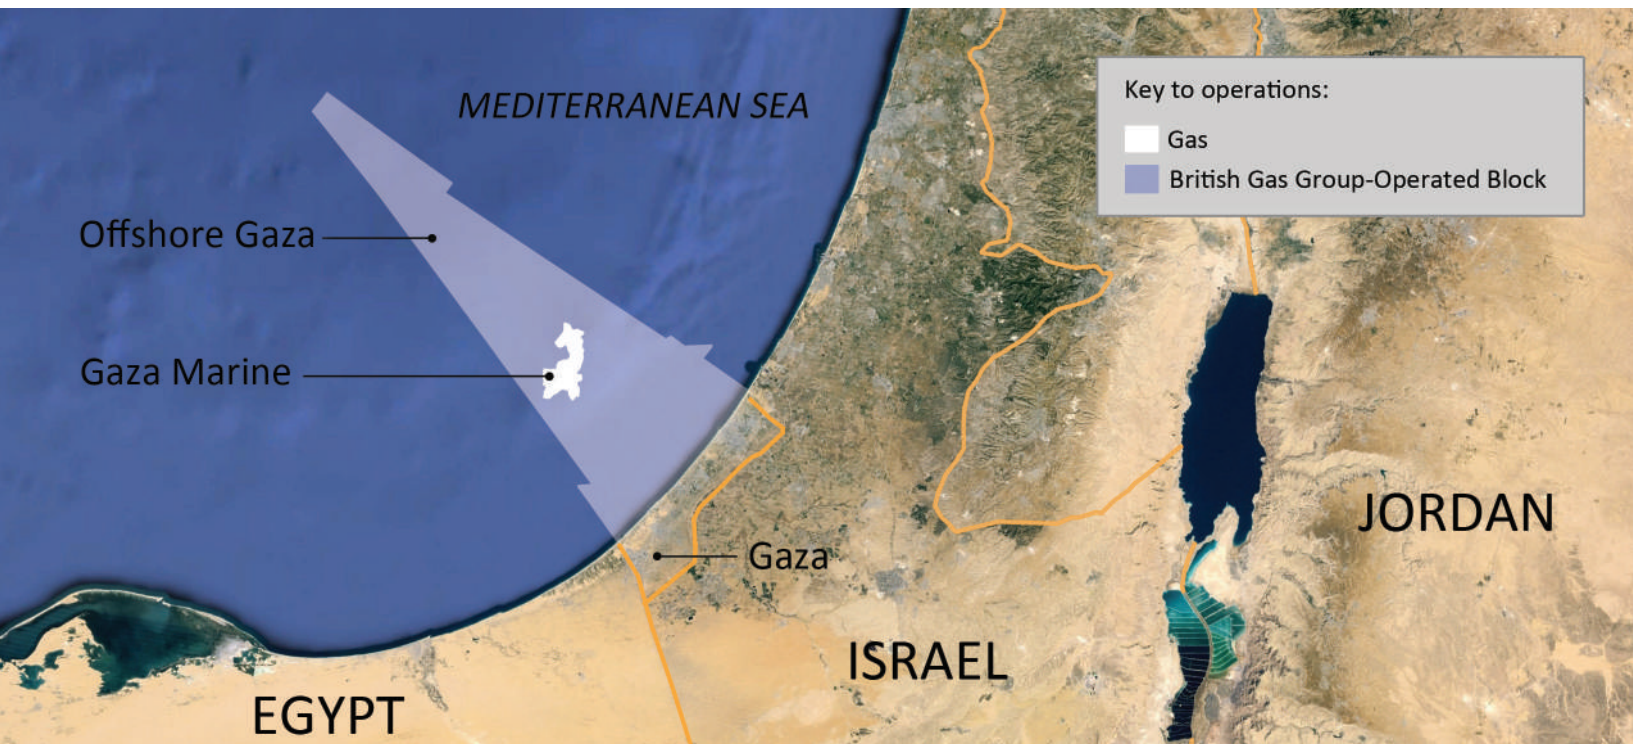 MEDITERRANEAN SEA
Key to operations:
Gas
British Gas Group-Operated Block
Offshore Gaza
Gaza Marine
JORDAN
Gaza
ISRAEL
EGYPT